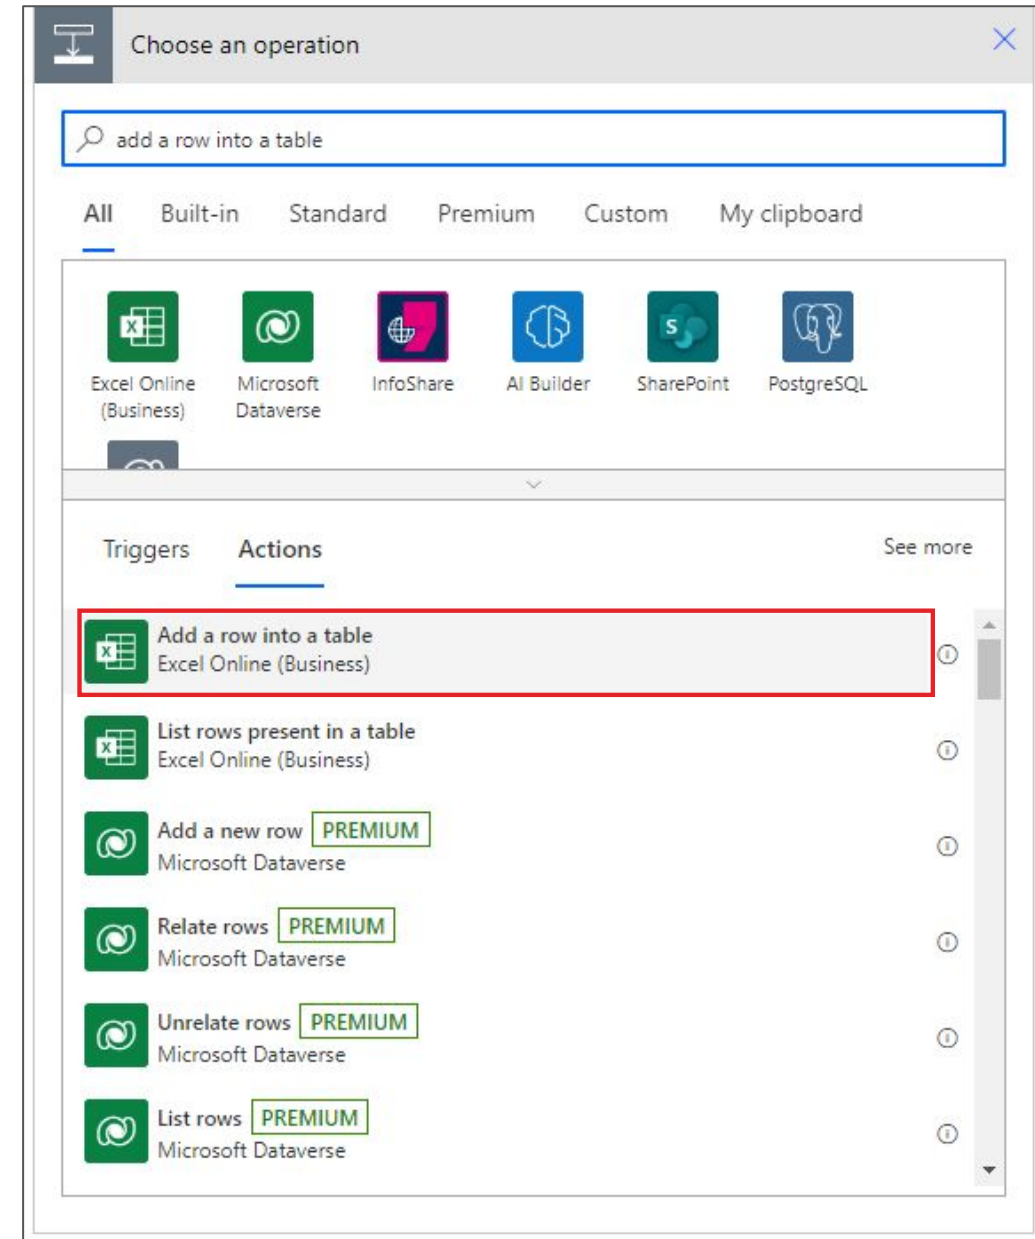 Choose an operation
add a row into a table
All Built-in Standard Premium Custom My clipboard
Excel Online (Business)
Microsoft Dataverse
InfoShare
AI Builder
SharePoint
PostgreSQL
Triggers Actions See more
Add a row into a table
Excel Online (Business)
List rows present in a table
Excel Online (Business)
Add a new row PREMIUM
Microsoft Dataverse
Relate rows PREMIUM
Microsoft Dataverse
Unrelate rows PREMIUM
Microsoft Dataverse
List rows PREMIUM
Microsoft Dataverse